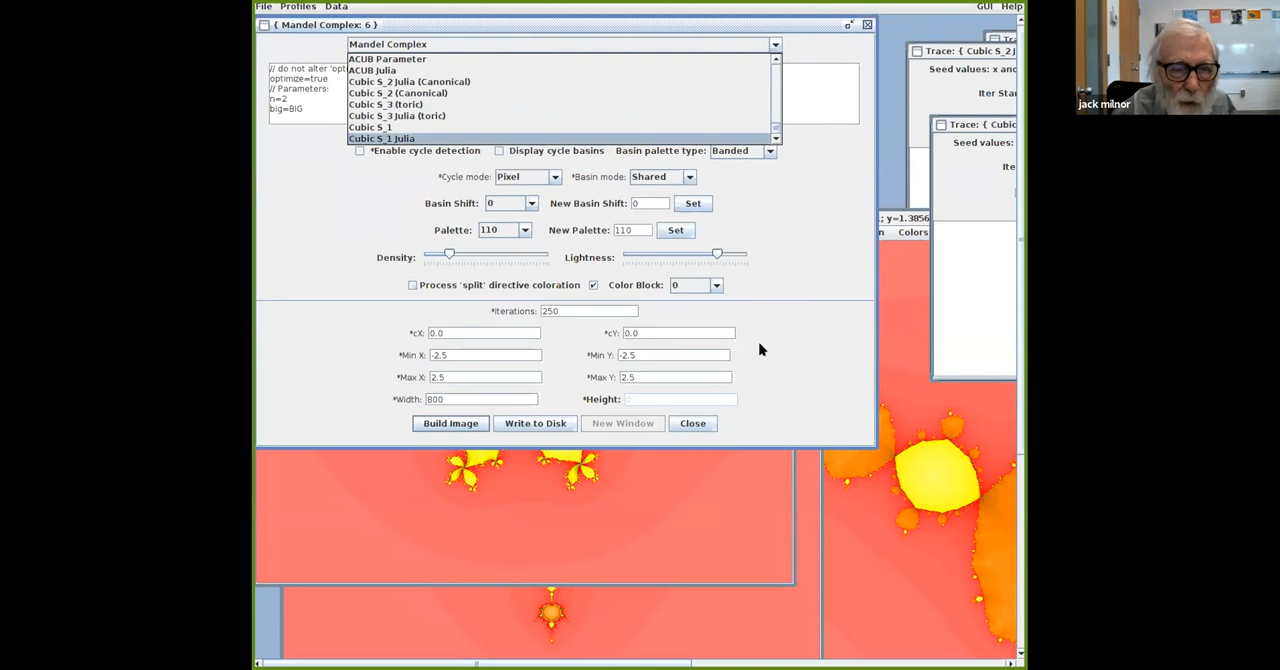 File Profiles Data GUI Help
{ Mandel Complex: 6 }
Mandel Complex
ACUB Parameter
ACUB Julia
Cubic S_2 Julia (Canonical)
Cubic S_2 (Canonical)
Cubic S_3 (toric)
Cubic S_3 Julia (toric)
Cubic S_1
Cubic S_1 Julia
// do not alter 'opti
optimize=true
// Parameters:
n=2
big=BIG
*Enable cycle detection Display cycle basins Basin palette type: Banded
*Cycle mode: Pixel *Basin mode: Shared
Basin Shift: 0 New Basin Shift: 0 Set
Palette: 110 New Palette: 110 Set
Density: Lightness:
Process 'split' directive coloration Color Block: 0
*Iterations: 250
*cX: 0.0 *cY: 0.0
*Min X: -2.5 *Min Y: -2.5
*Max X: 2.5 *Max Y: 2.5
*Width: 800 *Height: 0
Build Image Write to Disk New Window Close
Trace: { Cubic S_2 J
Seed values: x and
Iter Star
Trace: { Cubic
Seed values:
Ite
; y=1.3856
n Colors
jack milnor